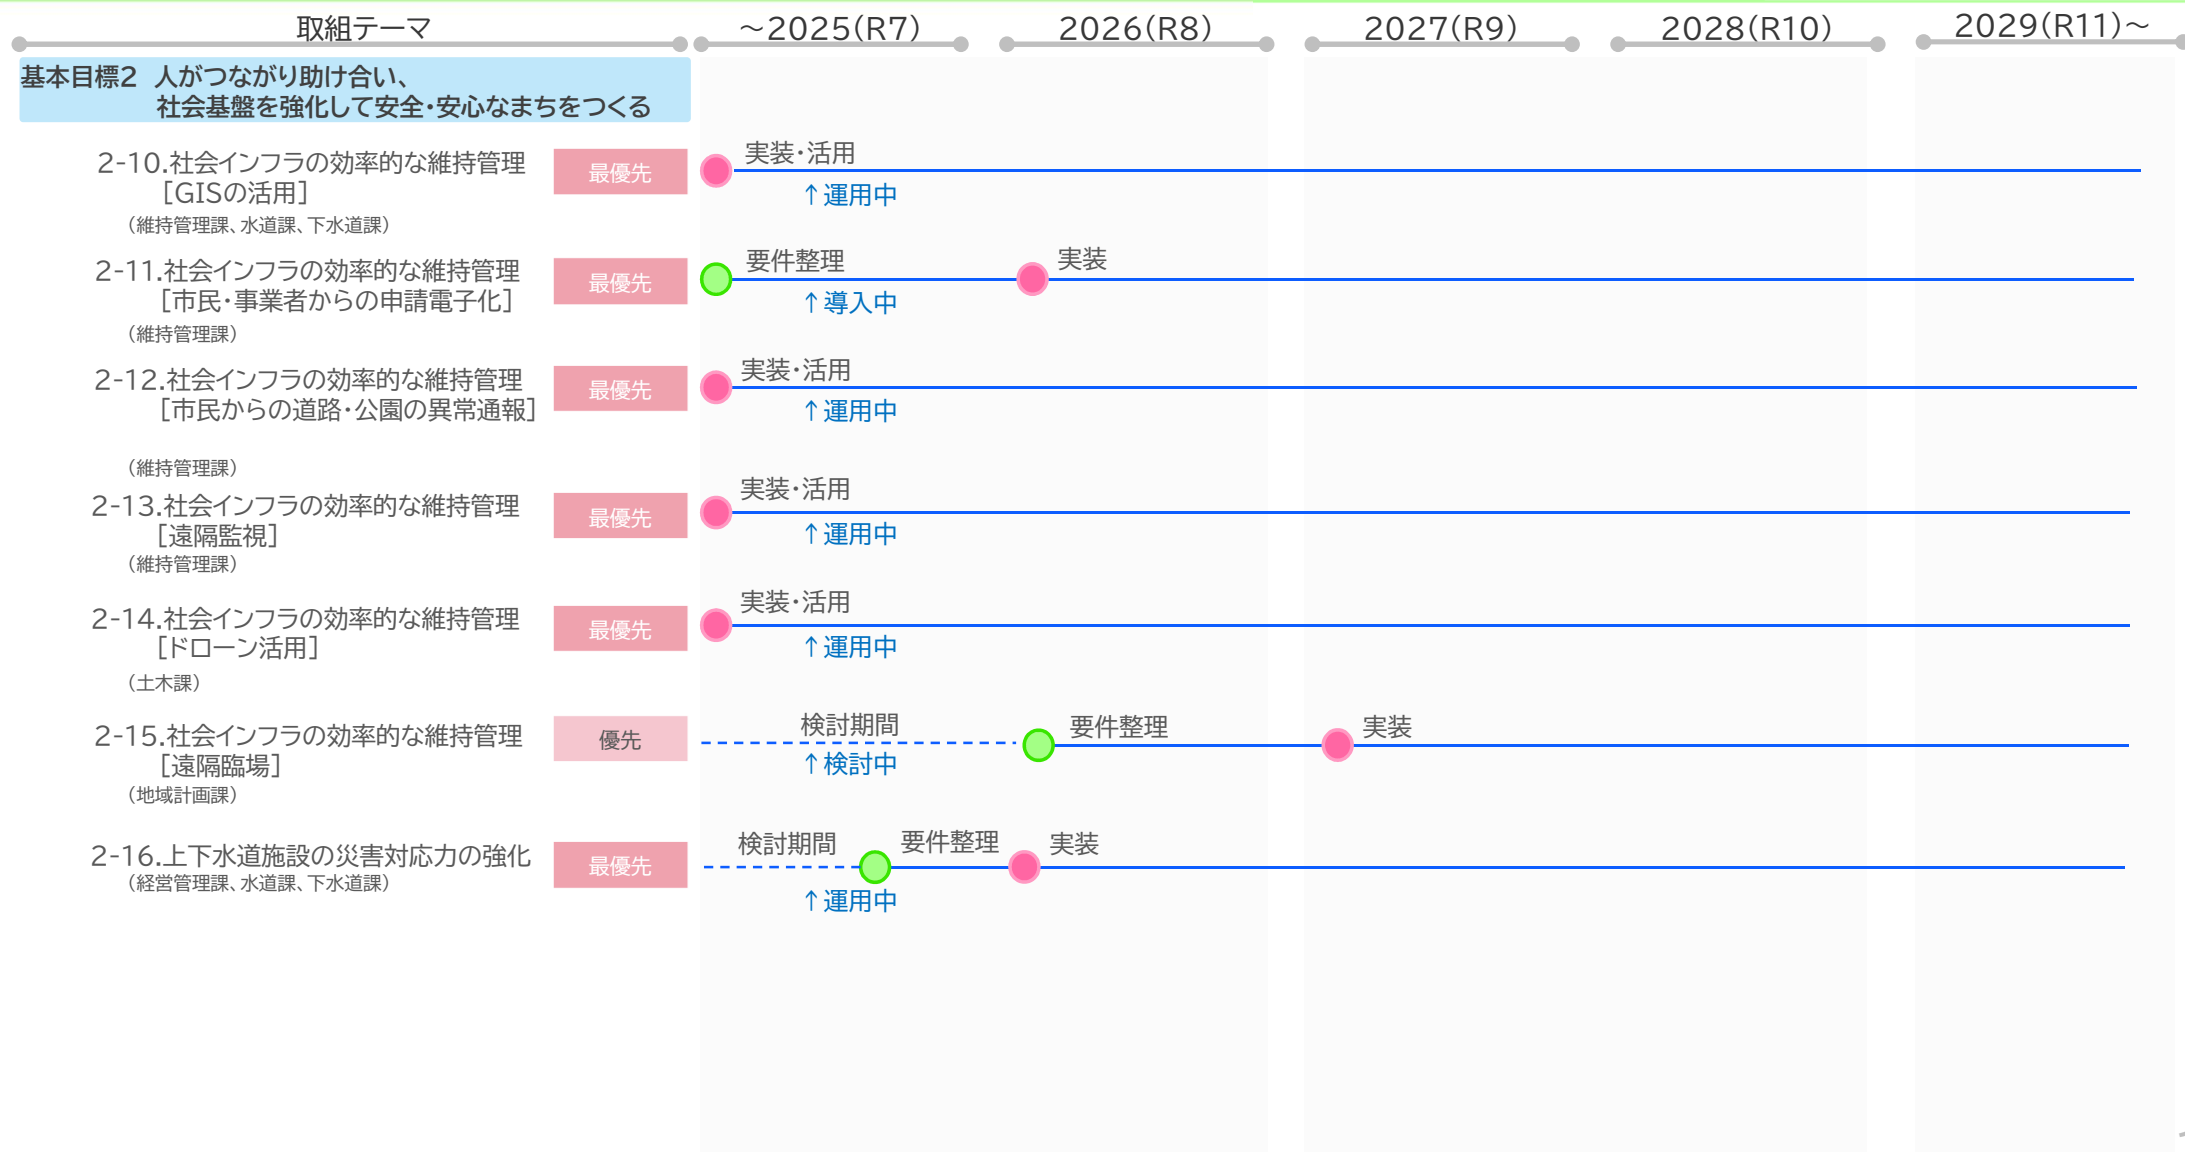 取組テーマ
～2025(R7)
2026(R8)
2027(R9)
2028(R10)
2029(R11)～
基本目標2 人がつながり助け合い、
社会基盤を強化して安全・安心なまちをつくる
2-10.社会インフラの効率的な維持管理
[GISの活用]
(維持管理課、水道課、下水道課)
最優先
実装・活用
↑運用中
2-11.社会インフラの効率的な維持管理
[市民・事業者からの申請電子化]
(維持管理課)
最優先
要件整理
↑導入中
実装
2-12.社会インフラの効率的な維持管理
[市民からの道路・公園の異常通報]
(維持管理課)
最優先
実装・活用
↑運用中
2-13.社会インフラの効率的な維持管理
[遠隔監視]
(維持管理課)
最優先
実装・活用
↑運用中
2-14.社会インフラの効率的な維持管理
[ドローン活用]
(土木課)
最優先
実装・活用
↑運用中
2-15.社会インフラの効率的な維持管理
[遠隔臨場]
(地域計画課)
優先
検討期間
↑検討中
要件整理
実装
2-16.上下水道施設の災害対応力の強化
(経営管理課、水道課、下水道課)
最優先
検討期間
要件整理
実装
↑運用中